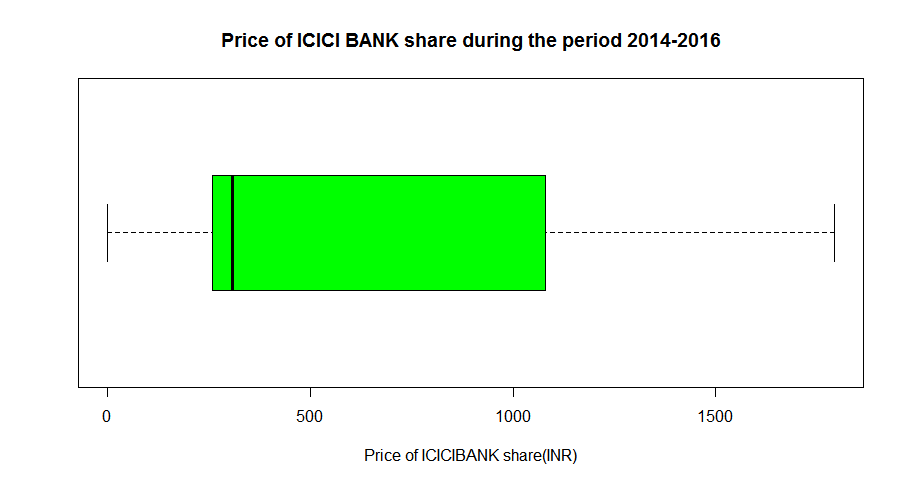 Price of ICICI BANK share during the period 2014-2016
0 500 1000 1500
Price of ICICIBANK share(INR)